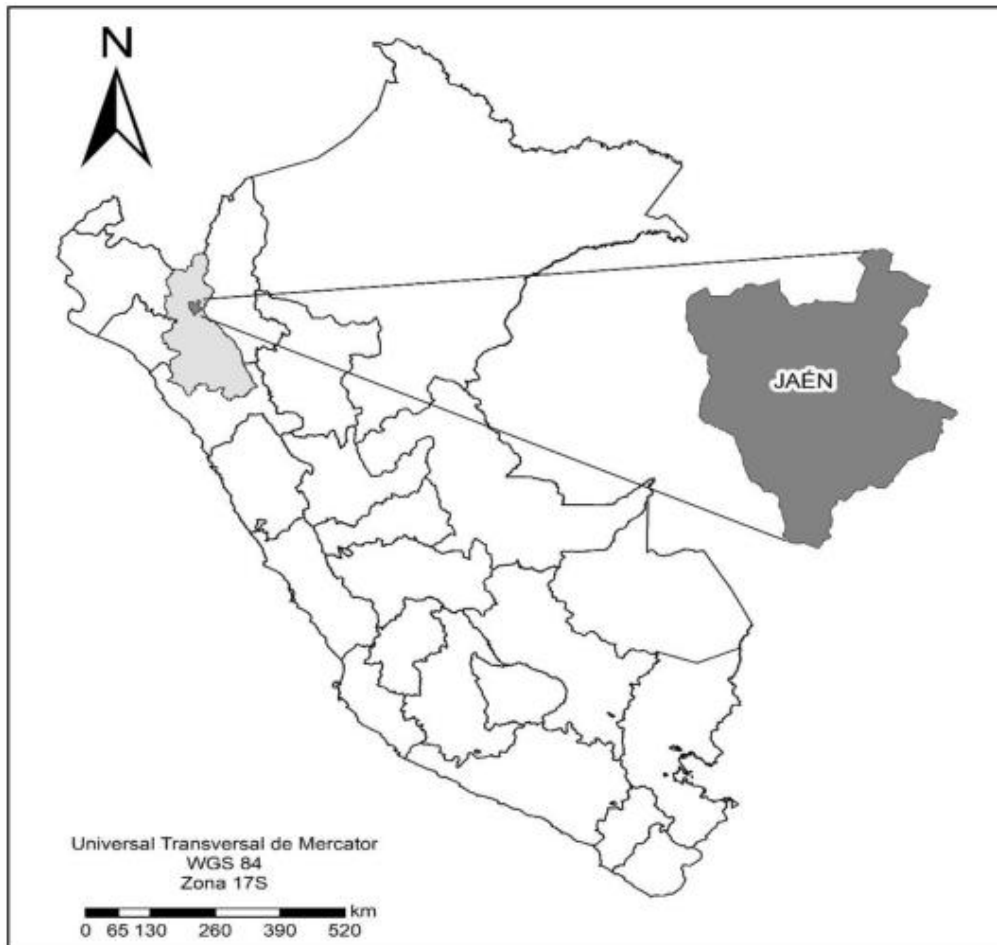 N
JAÉN
Universal Transversal de Mercator
WGS 84
Zona 17S
km
0 65 130 260 390 520